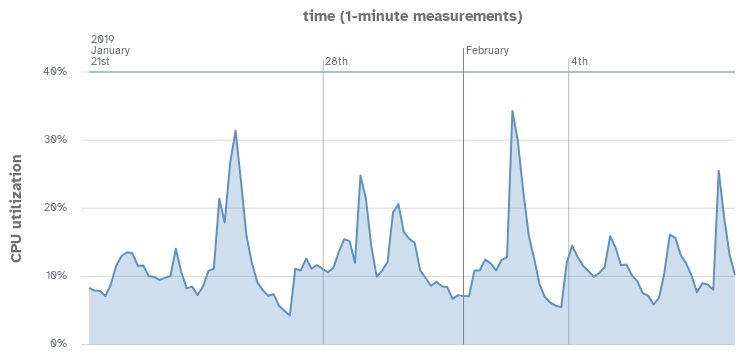 time (1-minute measurements)
2019
January
February
21st
28th
4th
40%
30%
20%
10%
0%
CPU utilization